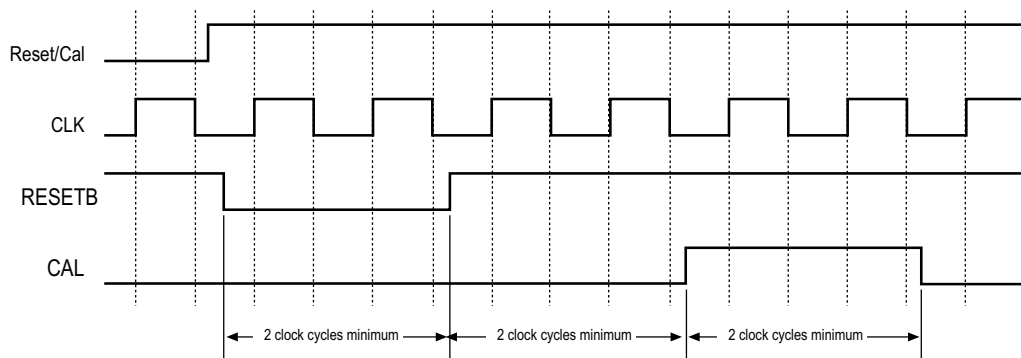 Reset/Cal
CLK
RESETB
CAL
2 clock cycles minimum
2 clock cycles minimum
2 clock cycles minimum